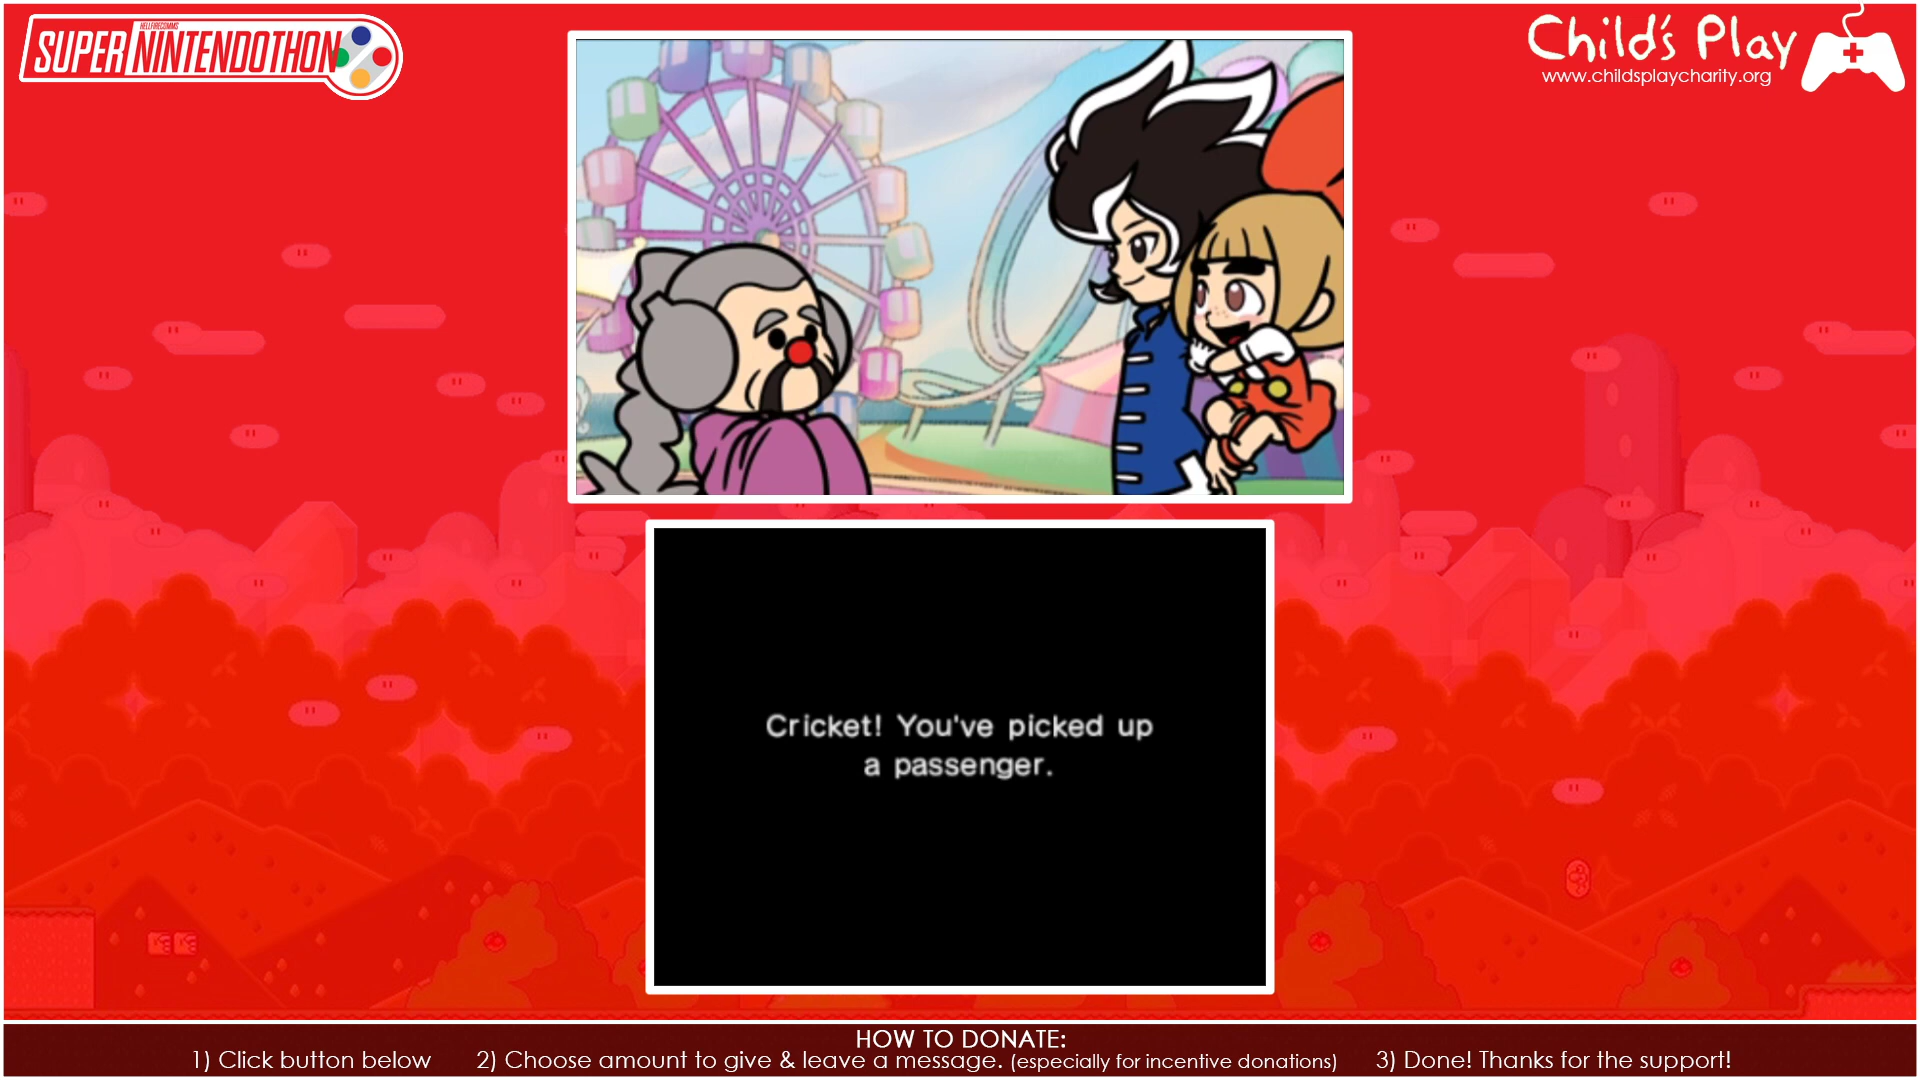 HELLFIRECOMMS
SUPER NINTENDOTHON
Child's Play
www.childsplaycharity.org
Cricket! You've picked up
a passenger.
HOW TO DONATE:
1) Click button below 2) Choose amount to give & leave a message. (especially for incentive donations) 3) Done! Thanks for the support!